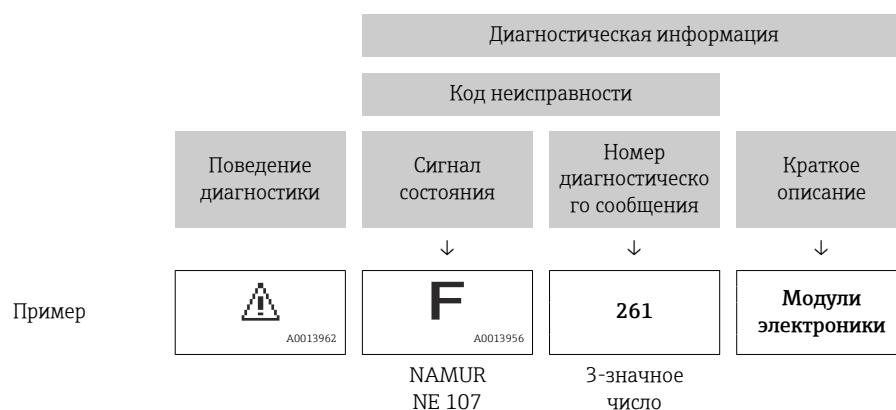 Диагностическая информация
Код неисправности
Поведение
диагностики
Сигнал
состояния
Номер
диагностическо
го сообщения
Краткое
описание
↓ ↓ ↓
Пример
A0013962
F
A0013956
261
Модули
электроники
NAMUR
NE 107
3-значное
число